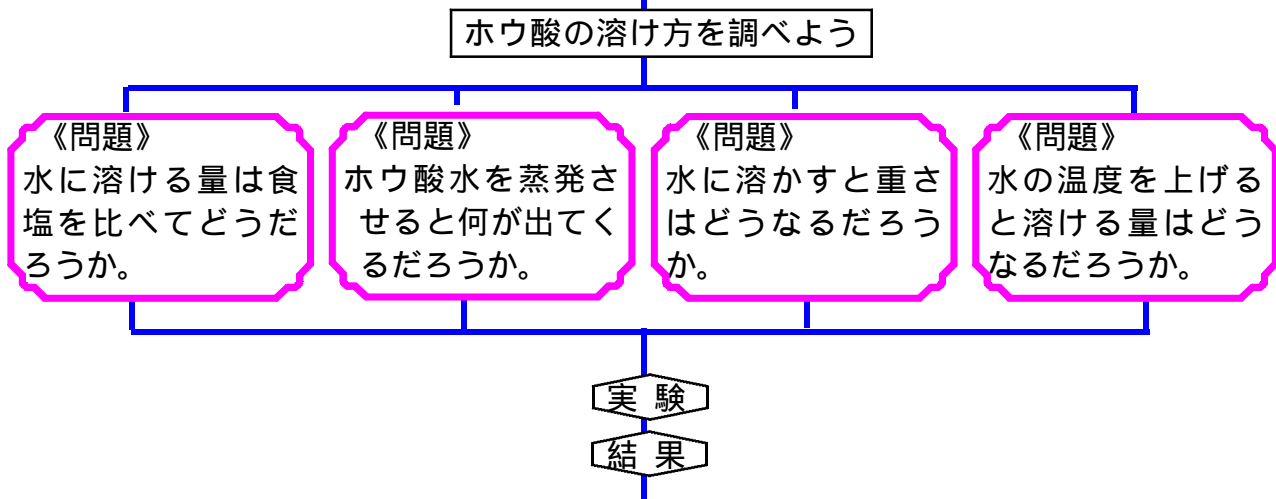 ホウ酸の溶け方を調べよう
《問題》
水に溶ける量は食
塩を比べてどうだ
ろうか。
《問題》
ホウ酸水を蒸発さ
せると何が出てく
るだろうか。
《問題》
水に溶かすと重さ
はどうなるだろう
か。
《問題》
水の温度を上げる
と溶ける量はどう
なるだろうか。
実 験
結 果